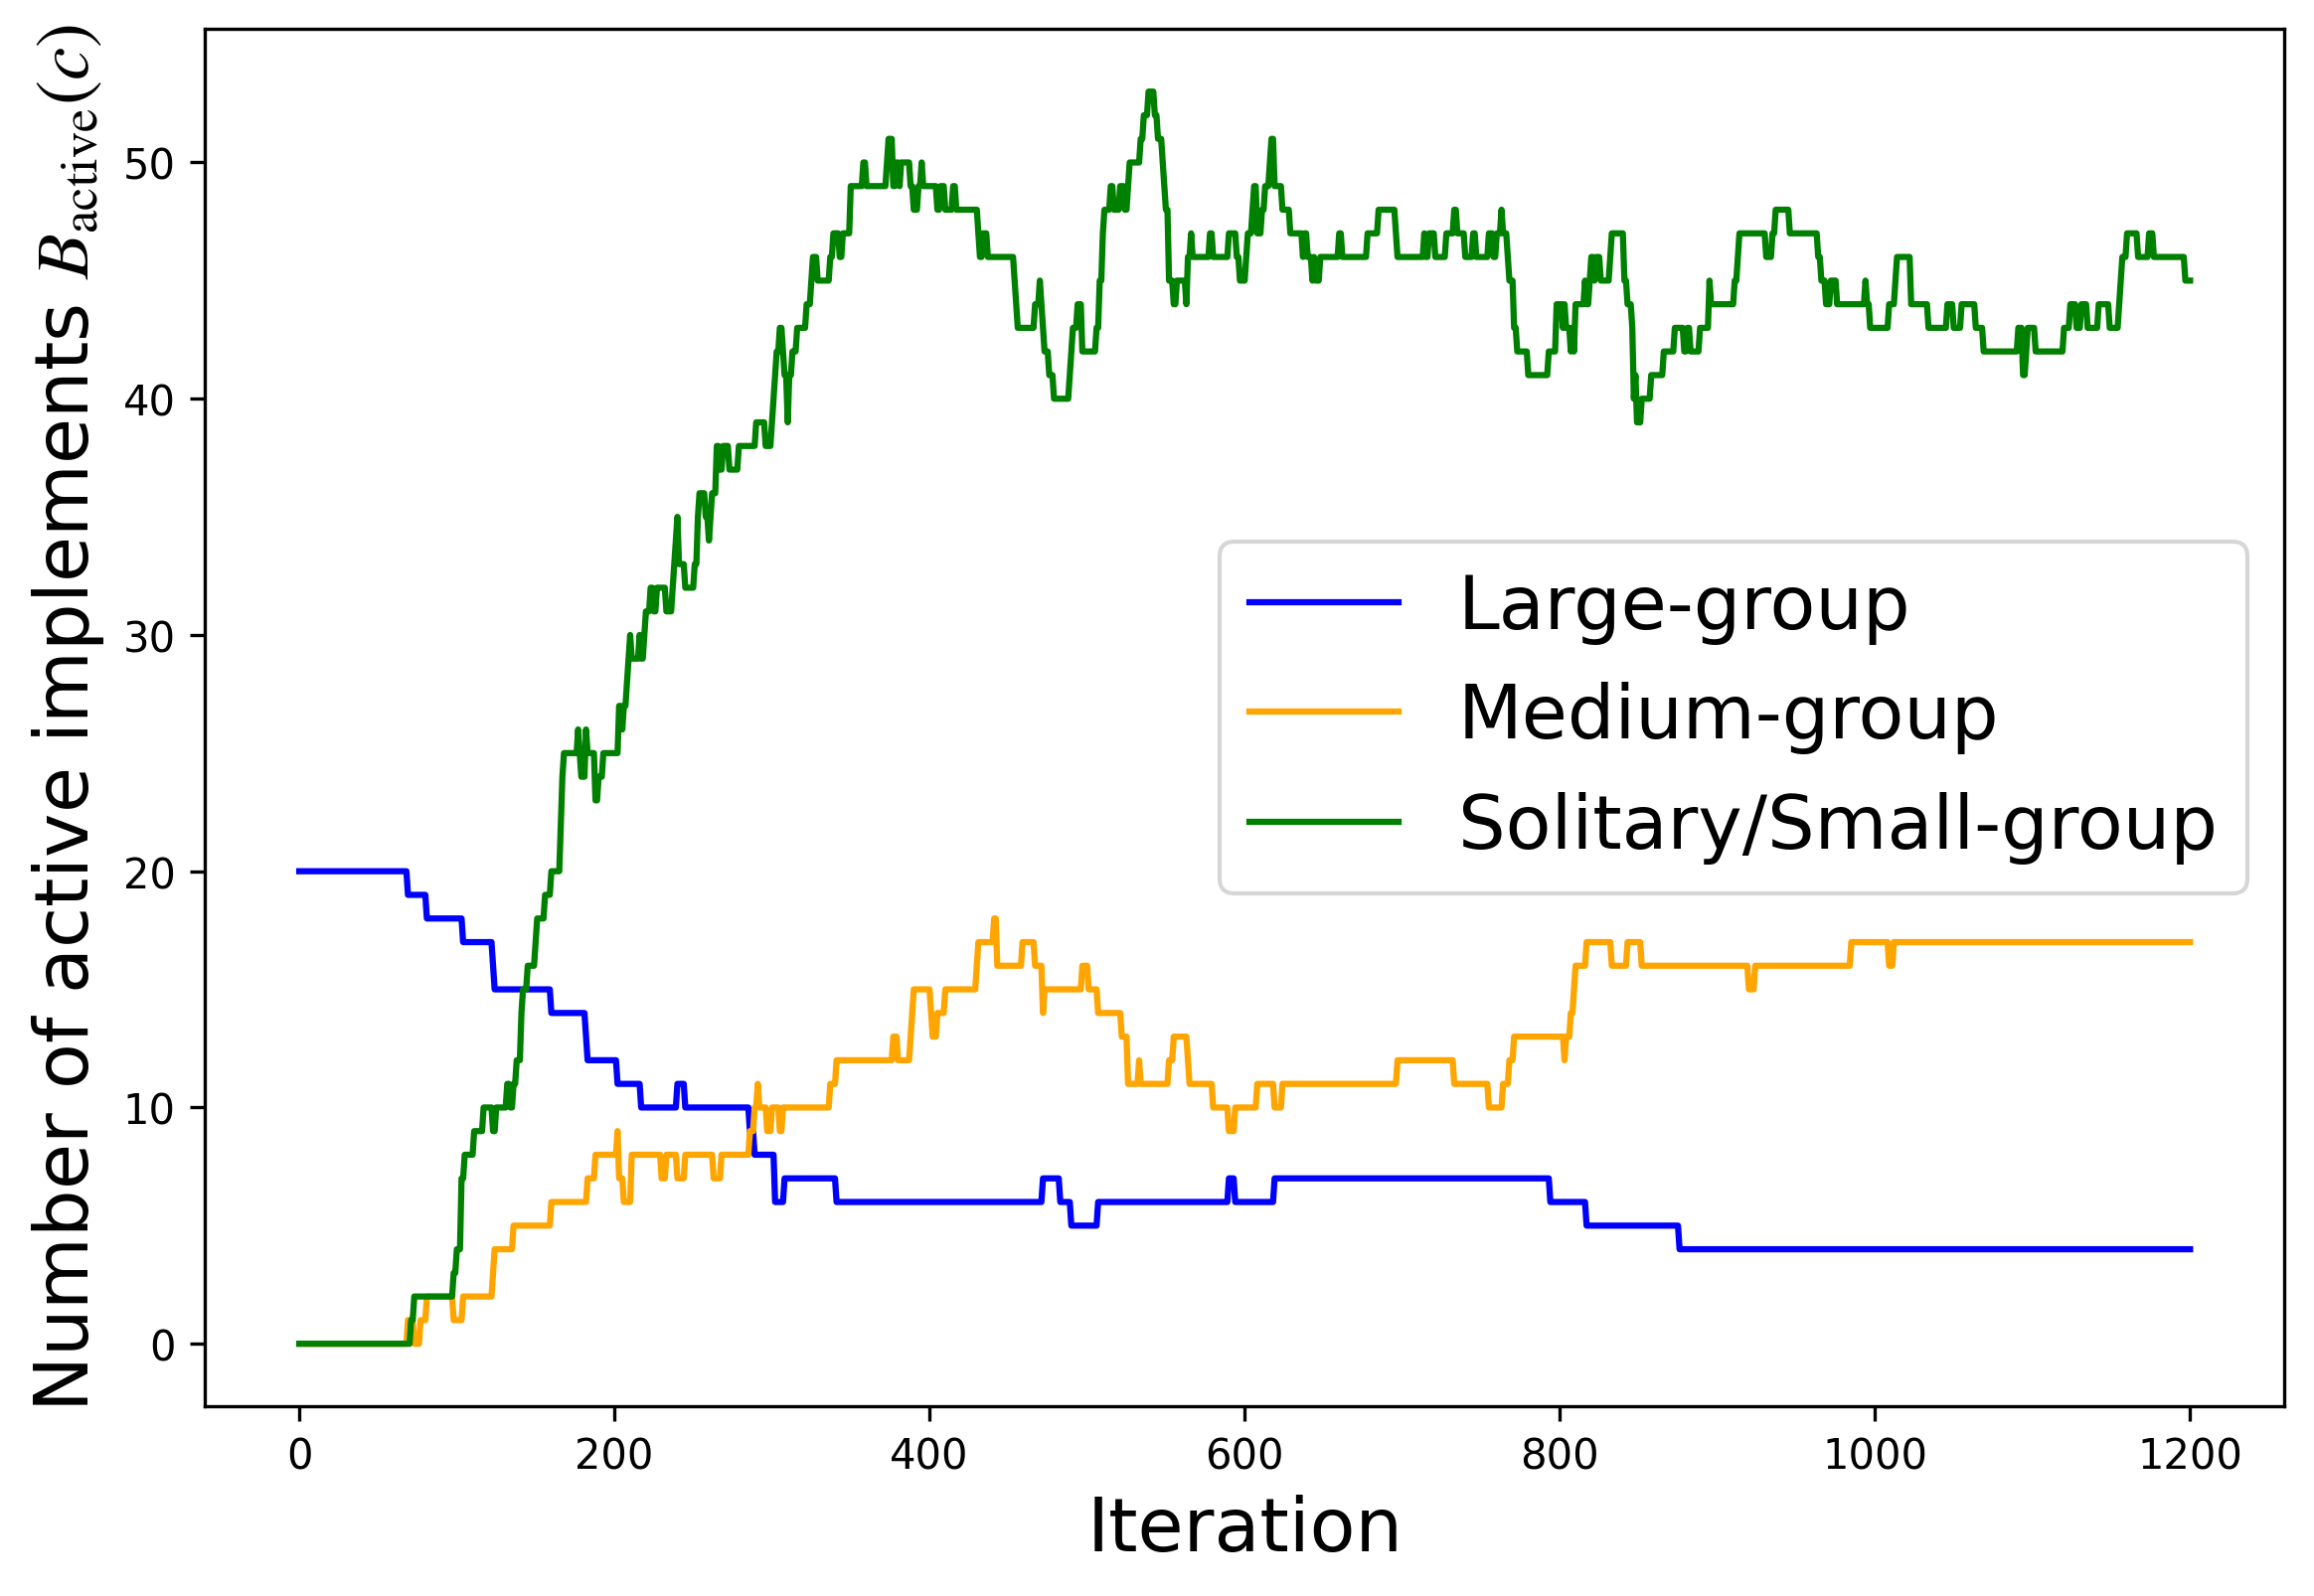 Number of active implements B_active(c)
50
40
30
20
10
0
Large-group
Medium-group
Solitary/Small-group
0 200 400 600 800 1000 1200
Iteration